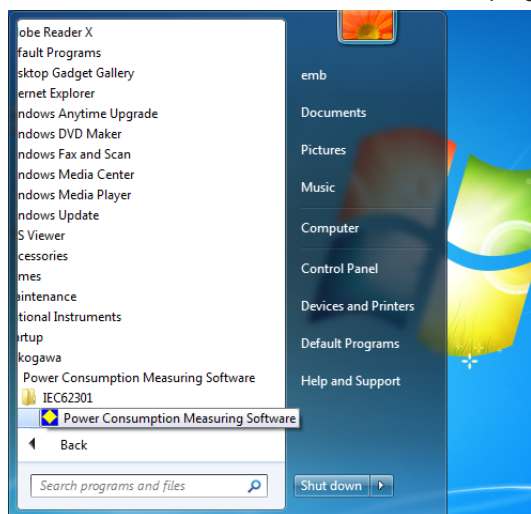 obe Reader X
fault Programs
sktop Gadget Gallery
ernet Explorer
ndows Anytime Upgrade
ndows DVD Maker
ndows Fax and Scan
ndows Media Center
ndows Media Player
ndows Update
S Viewer
cessories
mes
aintenance
tional Instruments
rtup
kogawa
Power Consumption Measuring Software
IEC62301
Power Consumption Measuring Software
Back
Search programs and files
emb
Documents
Pictures
Music
Computer
Control Panel
Devices and Printers
Default Programs
Help and Support
Shut down